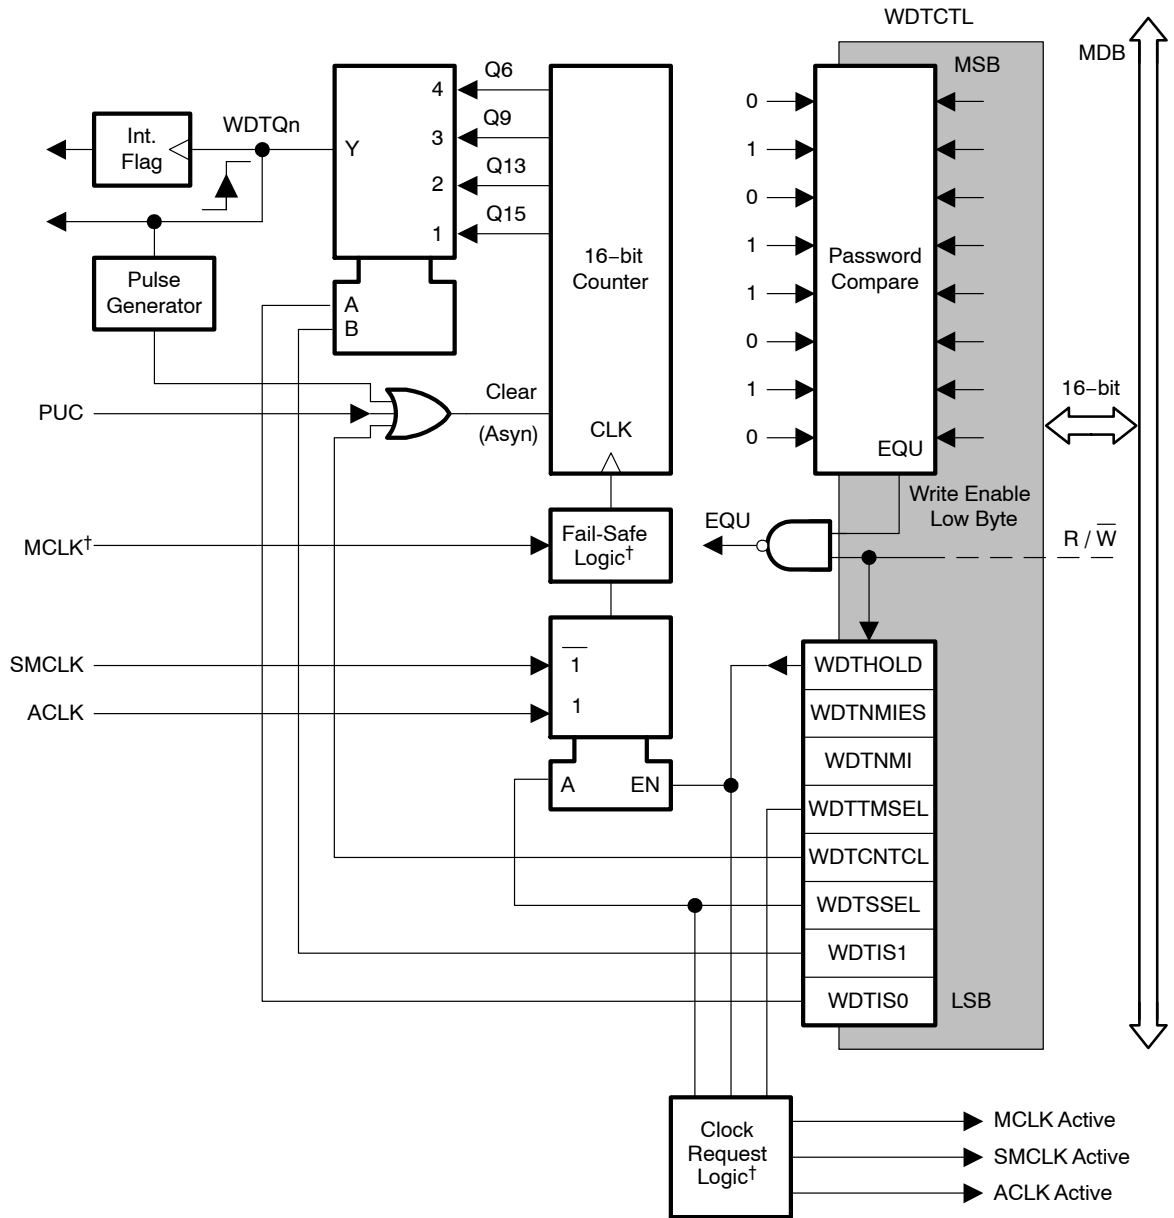 WDTCTL
MSB
MDB
Int.
Flag
WDTQn
Y
4
3
2
1
Q6
Q9
Q13
Q15
16−bit
Counter
CLK
0
1
0
1
1
0
1
0
Password
Compare
EQU
16−bit
Pulse
Generator
A
B
PUC
Clear
(Asyn)
Write Enable
Low Byte
EQU
R / W
MCLK†
Fail-Safe
Logic†
SMCLK
ACLK
1
1
A
EN
WDTHOLD
WDTNMIES
WDTNMI
WDTTMSEL
WDTCNTCL
WDTSSEL
WDTIS1
WDTIS0
LSB
Clock
Request
Logic†
MCLK Active
SMCLK Active
ACLK Active